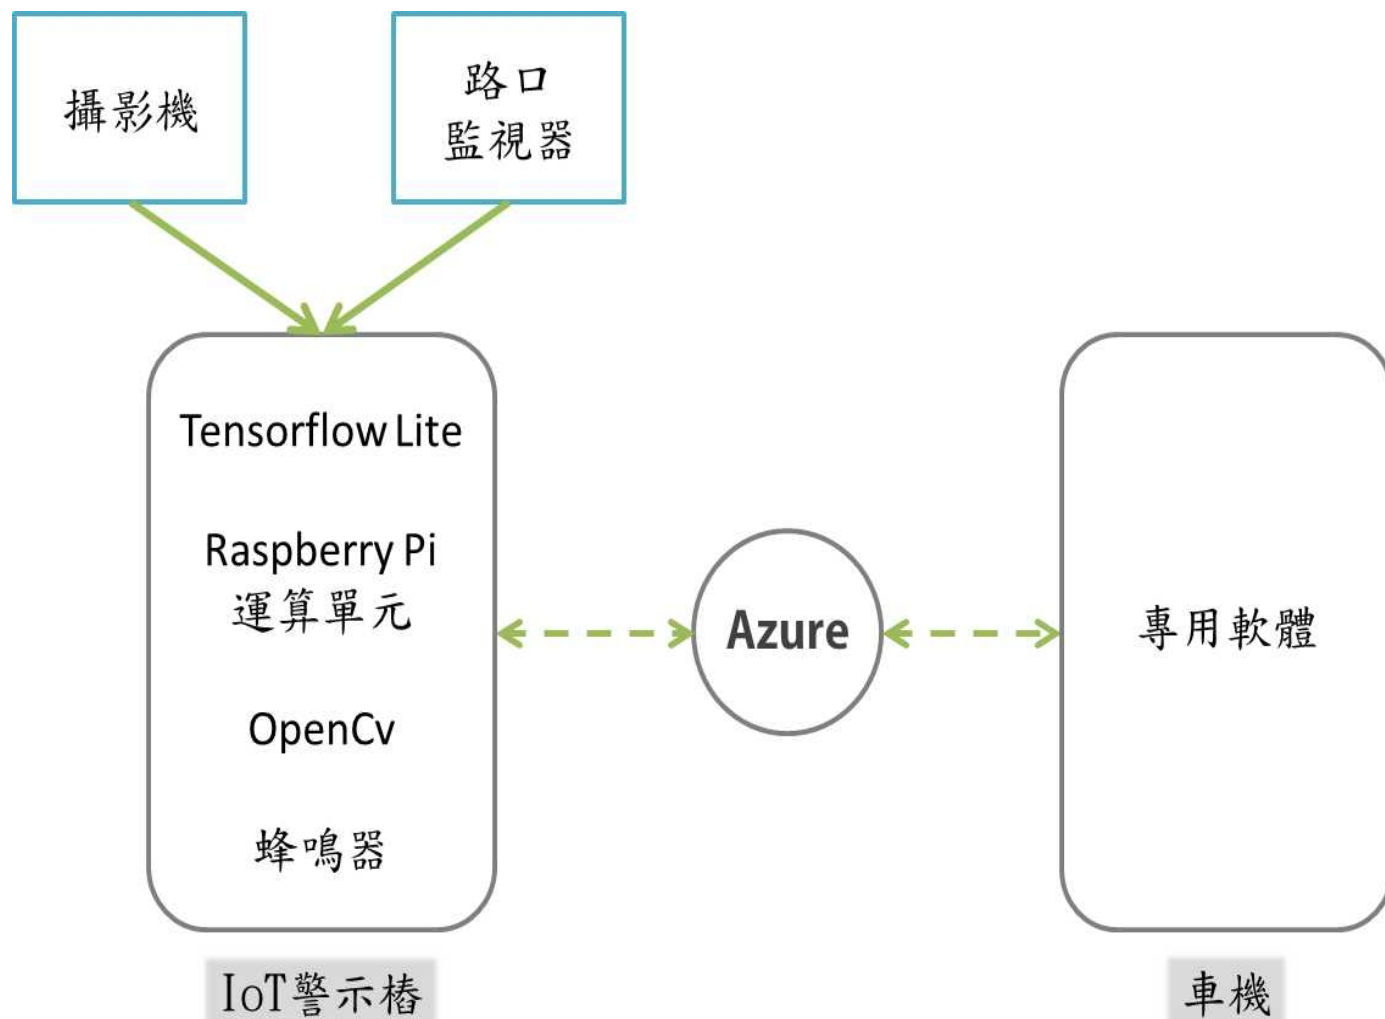 攝影機
路口
監視器
Tensorflow Lite
Raspberry Pi
運算單元
OpenCv
蜂鳴器
Azure
專用軟體
IoT警示樁
車機